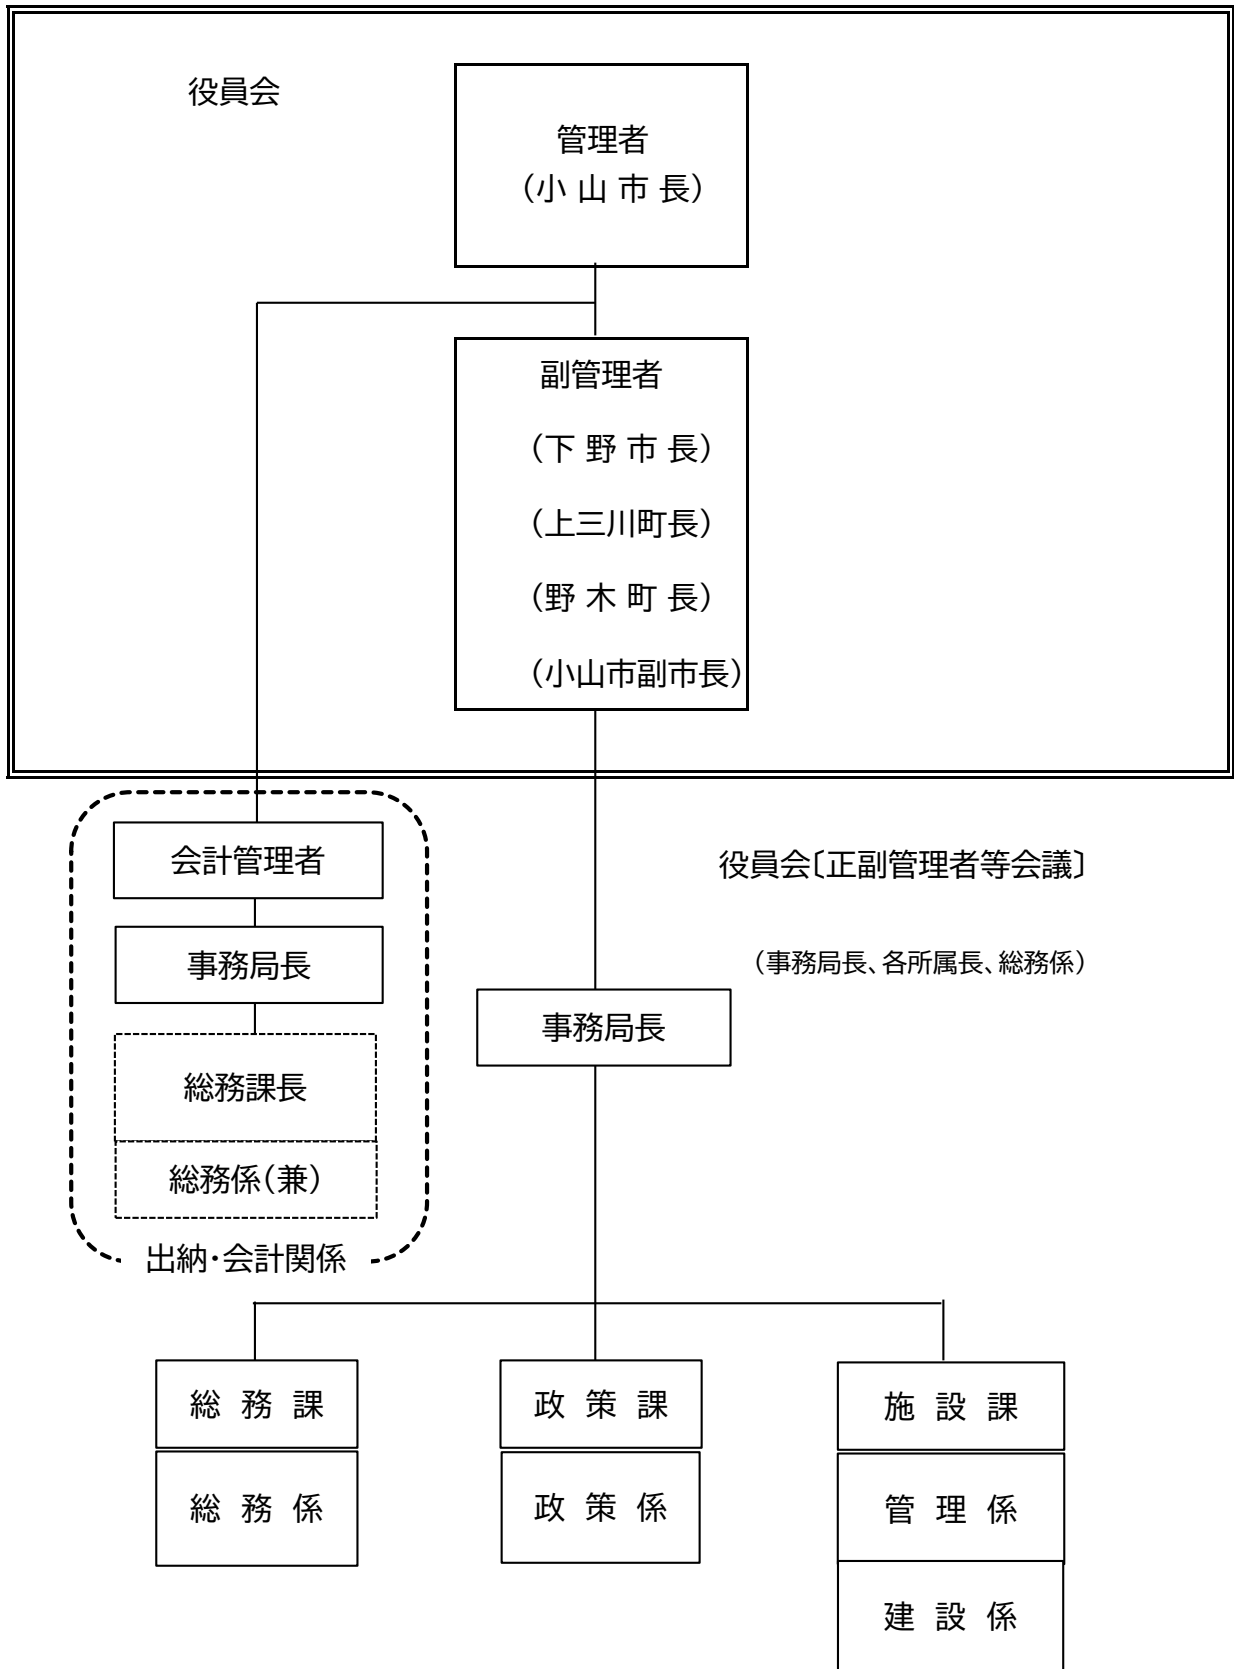 役員会
管理者
（小 山 市 長）
副管理者
（下 野 市 長）
（上三川町長）
（野 木 町 長）
（小山市副市長）
会計管理者
事務局長
総務課長
総務係（兼）
出納・会計関係
役員会〔正副管理者等会議〕
（事務局長、各所属長、総務係）
事務局長
総 務 課
総 務 係
政 策 課
政 策 係
施 設 課
管 理 係
建 設 係